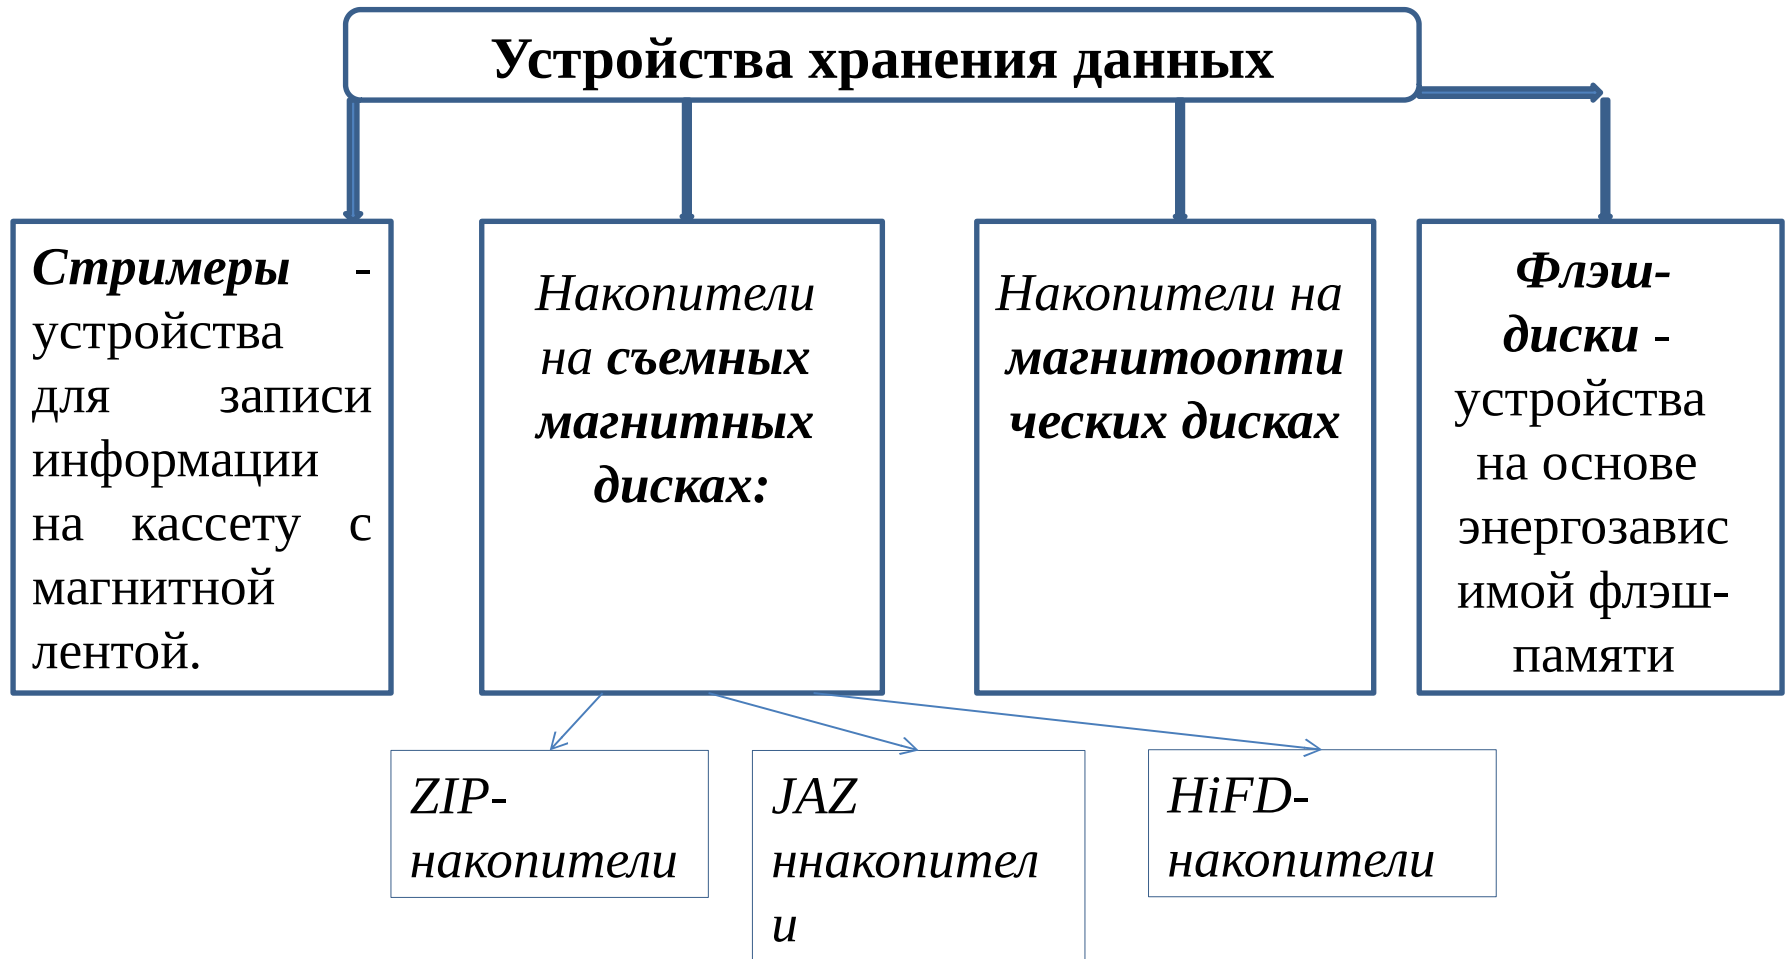 Устройства хранения данных
Стримеры -
устройства
для записи
информации
на кассету с
магнитной
лентой.
Накопители
на съемных
магнитных
дисках:
Накопители на
магнитоопти
ческих дисках
Флэш-
диски -
устройства
на основе
энергозавис
имой флэш-
памяти
ZIP-
накопители
JAZ
ннакопител
и
HiFD-
накопители